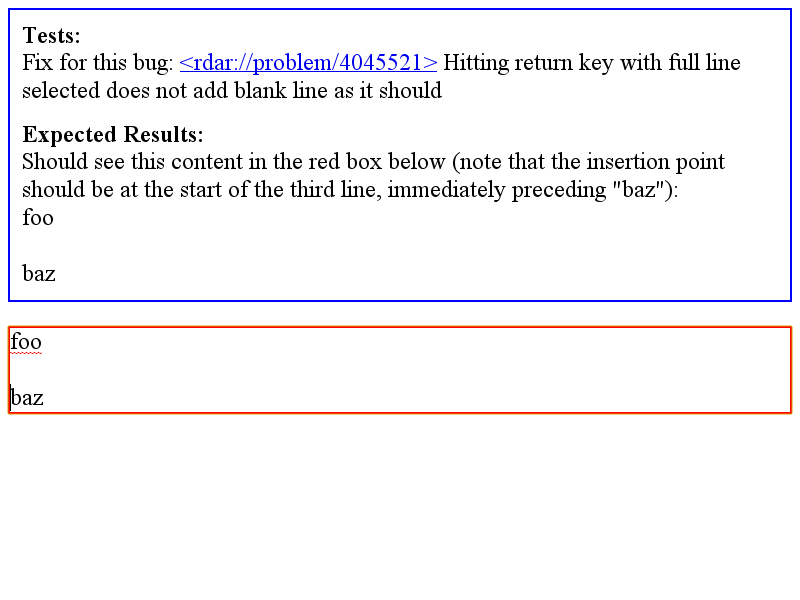 Tests:
Fix for this bug: <rdar://problem/4045521> Hitting return key with full line
selected does not add blank line as it should
Expected Results:
Should see this content in the red box below (note that the insertion point
should be at the start of the third line, immediately preceding "baz"):
foo
baz
foo
baz